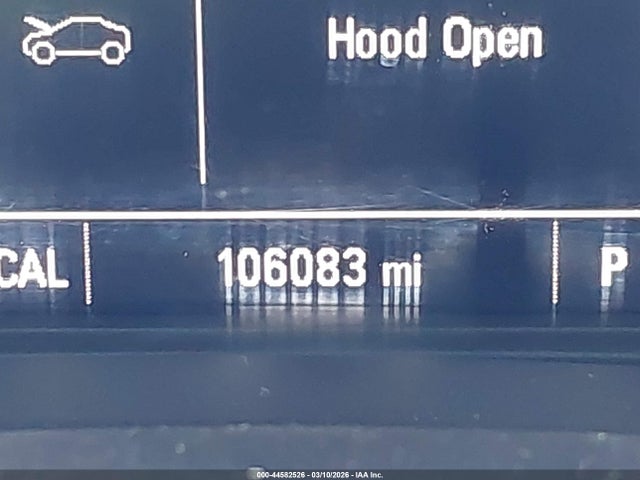 Hood Open
CAL 106083 mi P
000-44582526 - 03/10/2026 - IAA Inc.